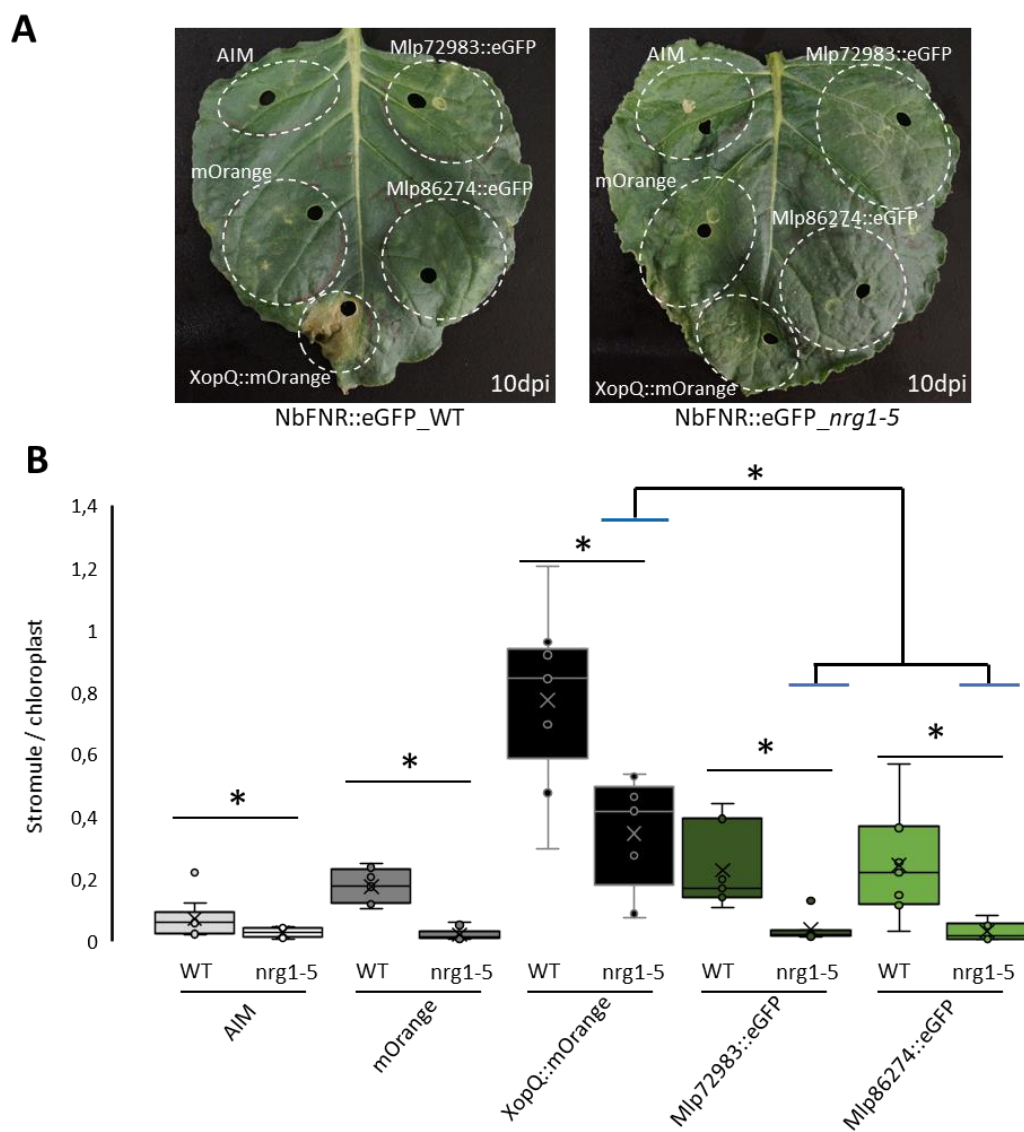 A
AIM
Mlp72983::eGFP
mOrange
Mlp86274::eGFP
XopQ::mOrange
10dpi
NbFNR::eGFP_WT
AIM
Mlp72983::eGFP
mOrange
Mlp86274::eGFP
XopQ::mOrange
10dpi
NbFNR::eGFP_nrg1-5
B
Stromule / chloroplast
1,4
1,2
1
0,8
0,6
0,4
0,2
0
*
*
*
*
*
*
WT nrg1-5
WT nrg1-5
WT nrg1-5
WT nrg1-5
WT nrg1-5
AIM
mOrange
XopQ::mOrange
Mlp72983::eGFP
Mlp86274::eGFP